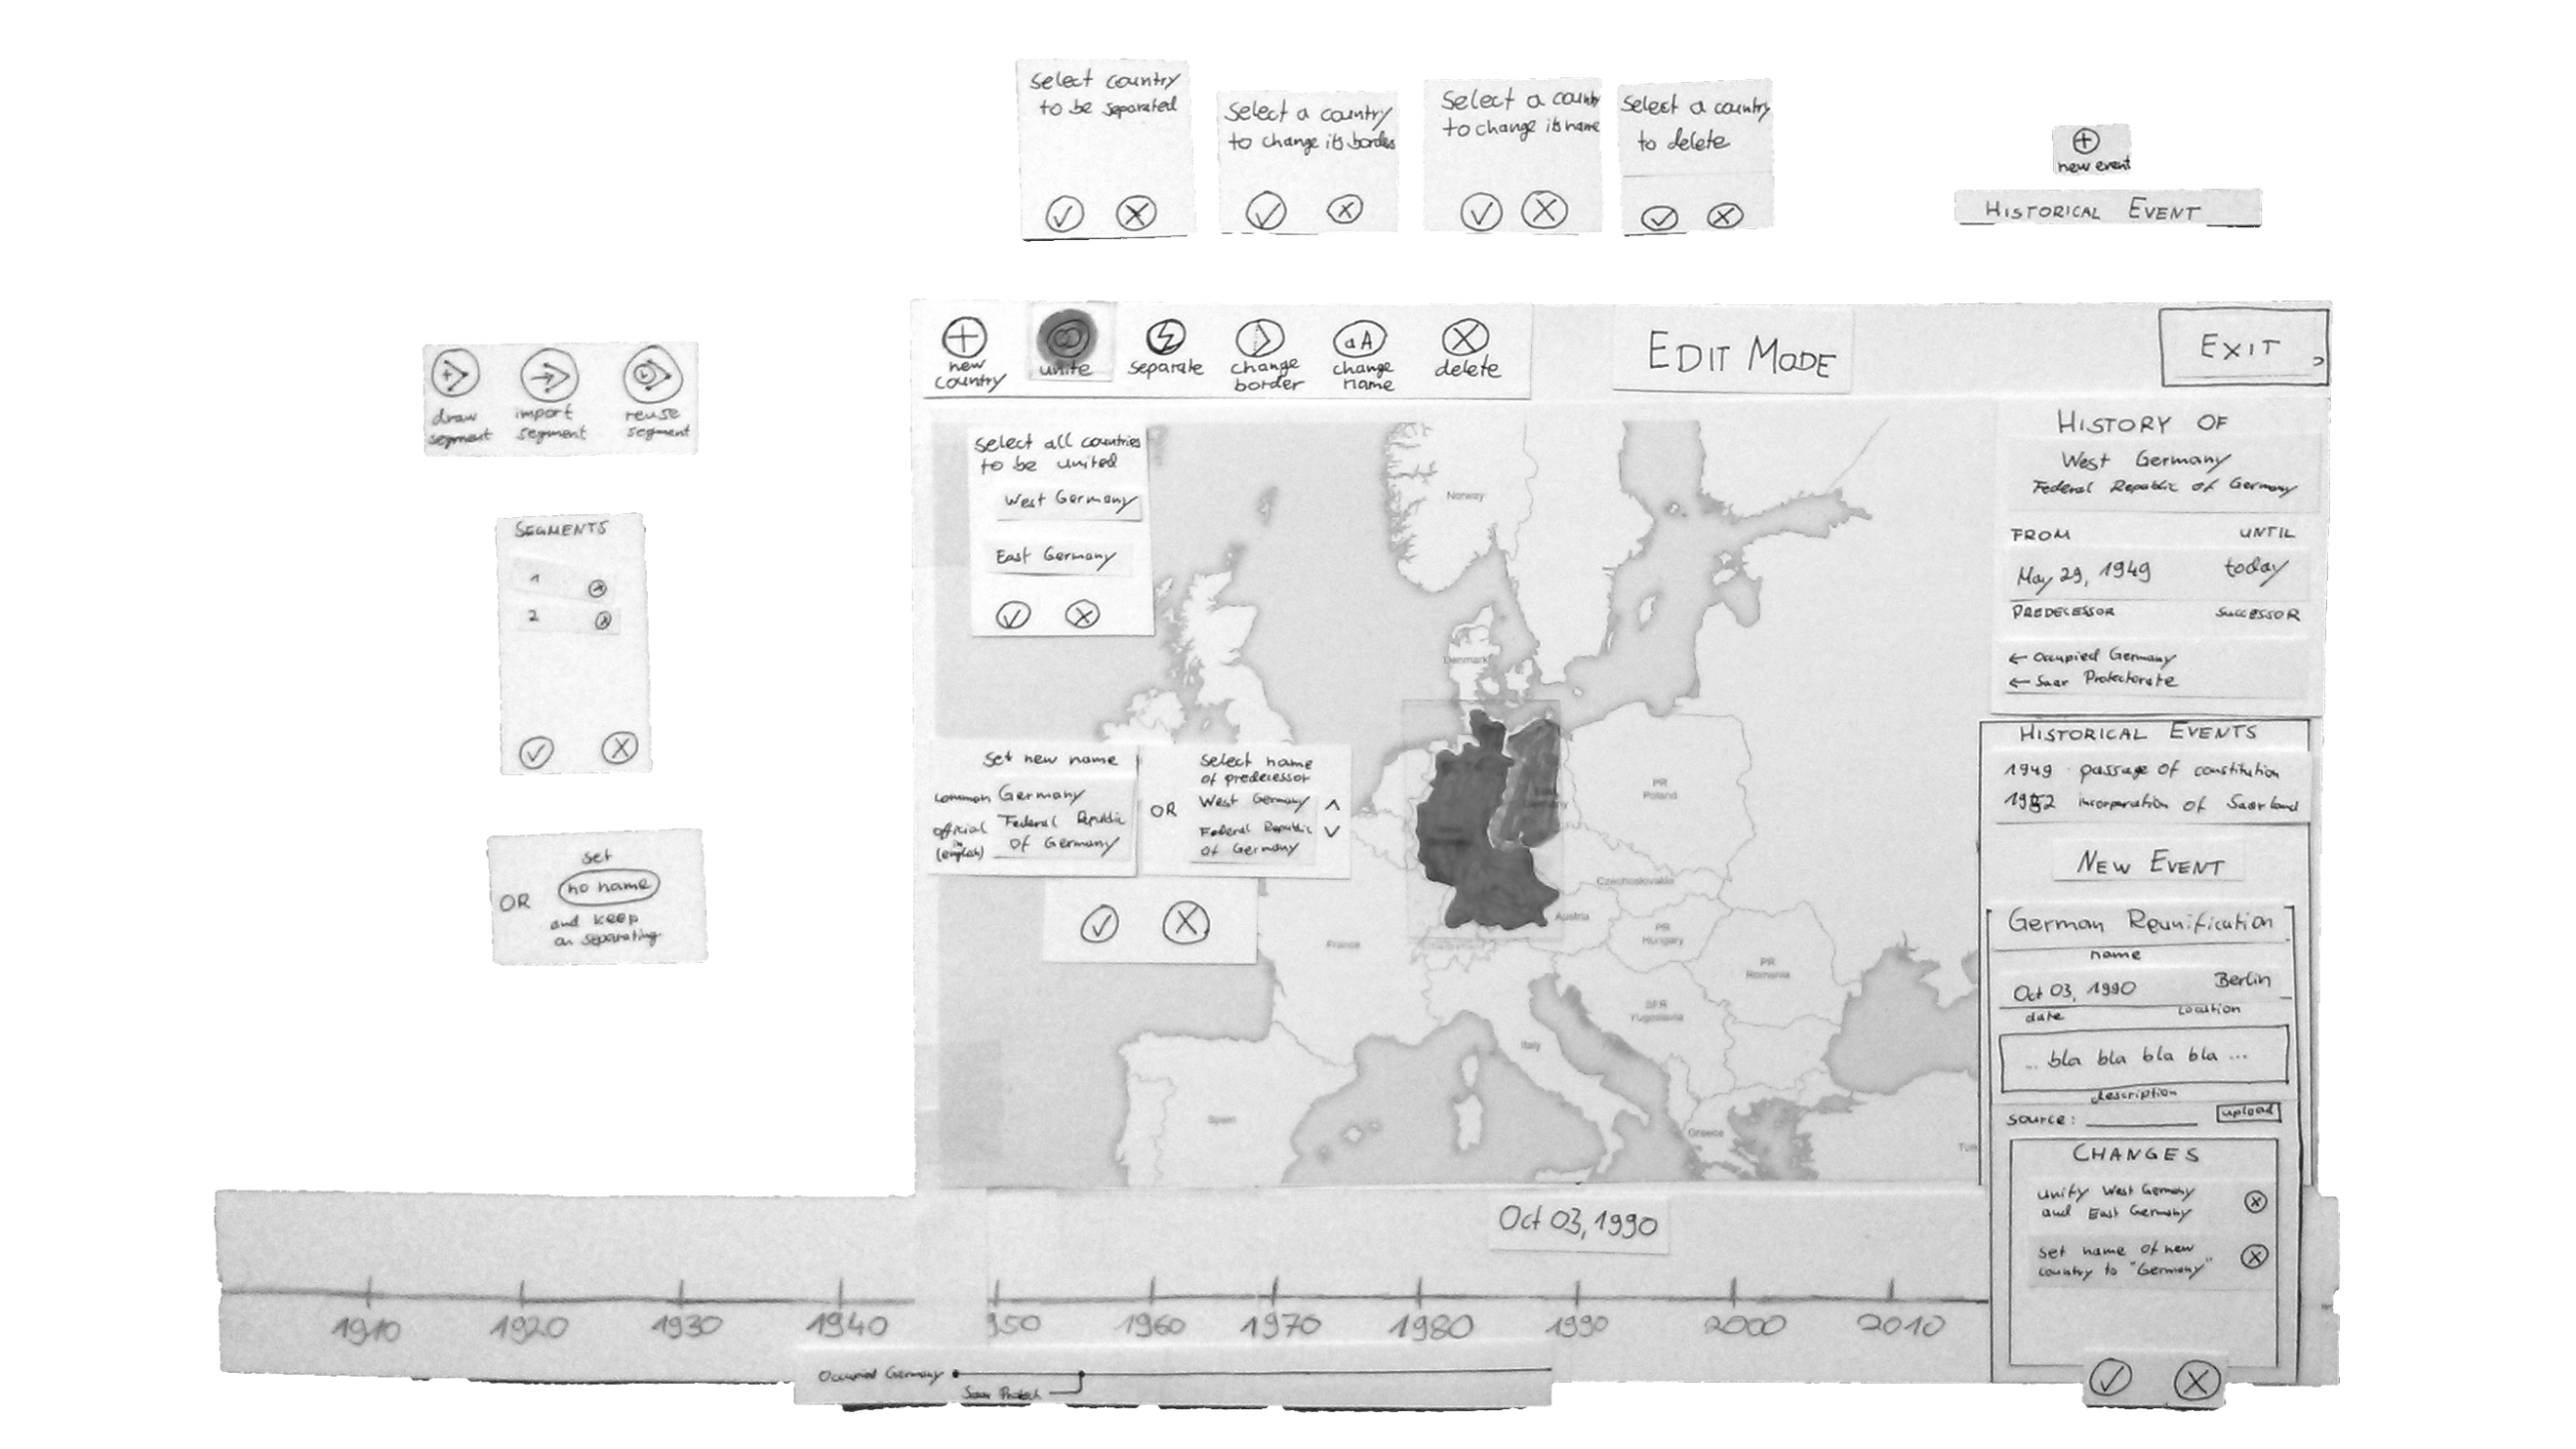 Select country
to be separated
Select a country
to change its border
Select a country
to change its name
Select a country
to delete
new event
HISTORICAL EVENT
draw
segment
import
segment
reuse
segment
SEGMENTS
1
2
OR
set
no name
and keep
on separating
new
country
unite
separate
change
border
aA
change
name
delete
EDIT MODE
EXIT
Select all countries
to be united
West Germany
East Germany
Set new name
common Germany
official Federal Republic
in
(english) of Germany
OR
Select name
of predecessor
West Germany
Federal Republic
of Germany
Norway
Denmark
PR
Poland
East
Germany
Czechoslovakia
Austria
PR
Hungary
PR
Romania
SFR
Yugoslavia
France
Italy
Spain
Greece
HISTORY OF
West Germany
Federal Republic of Germany
FROM UNTIL
May 29, 1949 today
PREDECESSOR SUCCESSOR
← Occupied Germany
← Saar Protectorate
HISTORICAL EVENTS
1949 passage of constitution
1952 incorporation of Saarland
NEW EVENT
German Reunification
name
Oct 03, 1990 Berlin
date location
... bla bla bla bla ...
description
source: upload
CHANGES
unify West Germany
and East Germany
set name of new
country to "Germany"
Oct 03, 1990
1910 1920 1930 1940 950 1960 1970 1980 1990 2000 2010
Occupied Germany
Saar Protect.